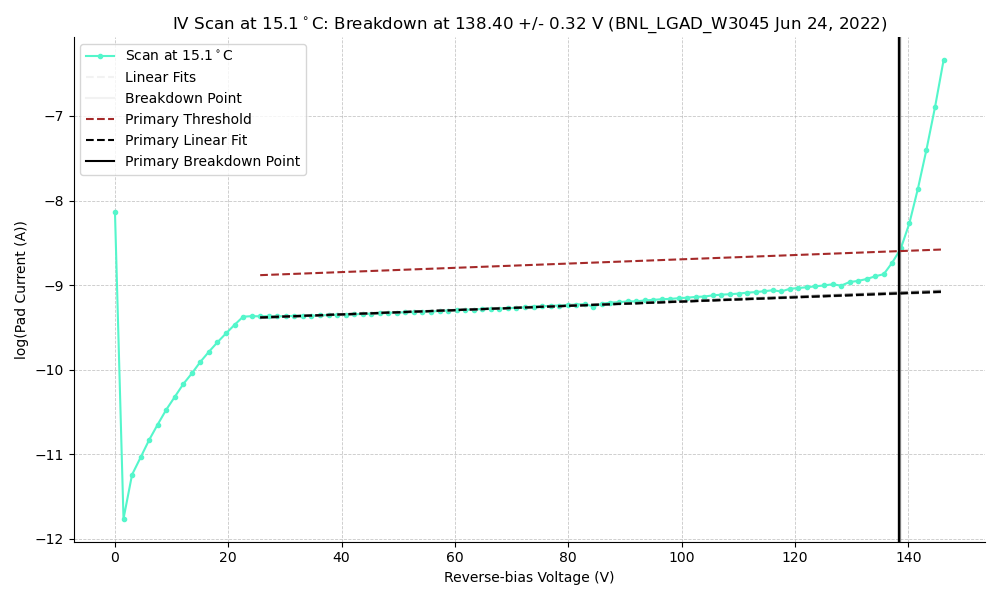 IV Scan at 15.1°C: Breakdown at 138.40 +/- 0.32 V (BNL_LGAD_W3045 Jun 24, 2022)
Scan at 15.1°C
Linear Fits
Breakdown Point
Primary Threshold
Primary Linear Fit
Primary Breakdown Point
log(Pad Current (A))
−7
−8
−9
−10
−11
−12
0 20 40 60 80 100 120 140
Reverse-bias Voltage (V)